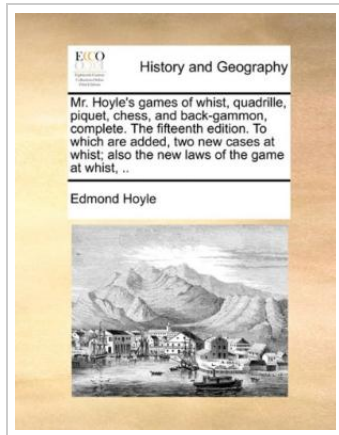 ECCO
History and Geography
Mr. Hoyle's games of whist, quadrille,
piquet, chess, and back-gammon,
complete. The fifteenth edition. To
which are added, two new cases at
whist; also the new laws of the game
at whist, ..
Edmond Hoyle